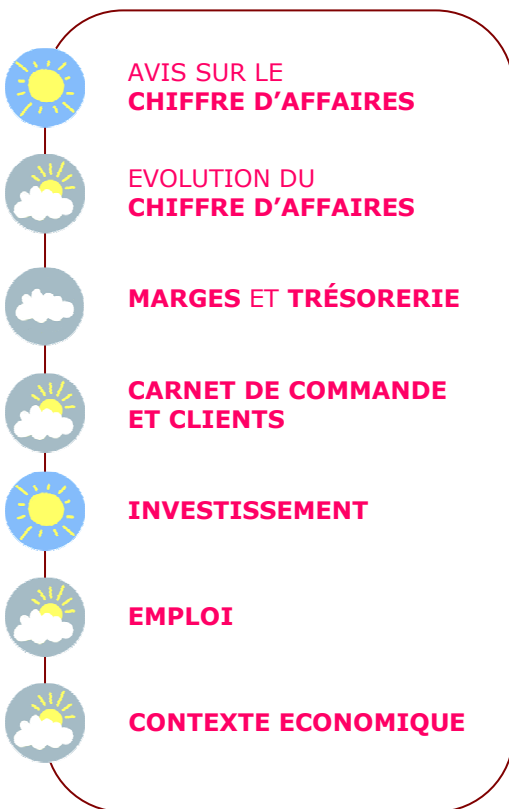 AVIS SUR LE
CHIFFRE D’AFFAIRES
EVOLUTION DU
CHIFFRE D’AFFAIRES
MARGES ET TRÉSORERIE
CARNET DE COMMANDE
ET CLIENTS
INVESTISSEMENT
EMPLOI
CONTEXTE ECONOMIQUE